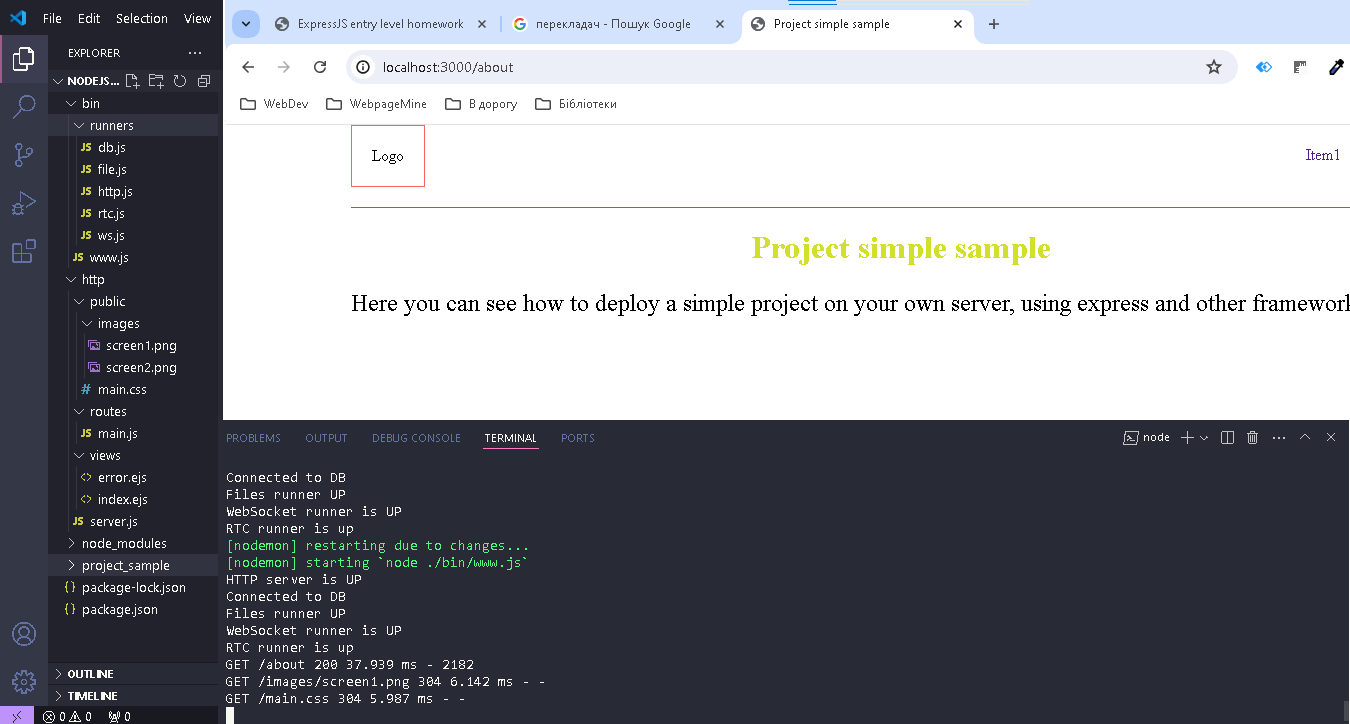 File Edit Selection View
EXPLORER
NODEJS...
bin
runners
db.js
file.js
http.js
rtc.js
ws.js
www.js
http
public
images
screen1.png
screen2.png
main.css
routes
main.js
views
error.ejs
index.ejs
server.js
node_modules
project_sample
package-lock.json
package.json
OUTLINE
TIMELINE
0 0 0
ExpressJS entry level homework
перекладач - Пошук Google
Project simple sample
localhost:3000/about
WebDev WebpageMine В дорогу Бібліотеки
Logo
Item1
Project simple sample
Here you can see how to deploy a simple project on your own server, using express and other framework
PROBLEMS OUTPUT DEBUG CONSOLE TERMINAL PORTS
node
Connected to DB
Files runner UP
WebSocket runner is UP
RTC runner is up
[nodemon] restarting due to changes...
[nodemon] starting `node ./bin/www.js`
HTTP server is UP
Connected to DB
Files runner UP
WebSocket runner is UP
RTC runner is up
GET /about 200 37.939 ms - 2182
GET /images/screen1.png 304 6.142 ms - -
GET /main.css 304 5.987 ms - -